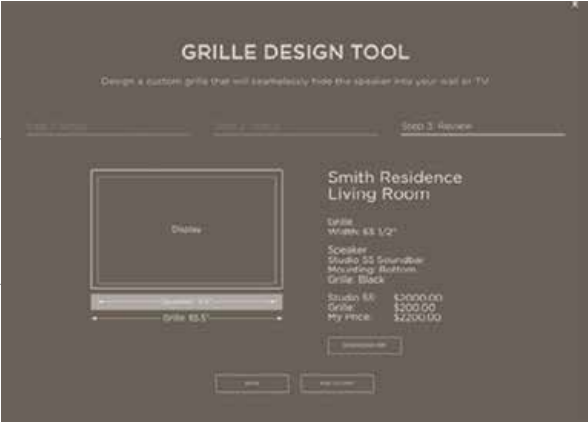 GRILLE DESIGN TOOL
Design a custom grille that will seamlessly hide the speaker into your wall or TV
Step 3: Review
Smith Residence
Living Room
Display
Grille
Width: 65 1/2"
Speaker
Studio 55 Soundbar
Mounting: Bottom
Grille: Black
Grille: 65.5"
Studio 55: $2000.00
Grille: $200.00
My Price: $2200.00